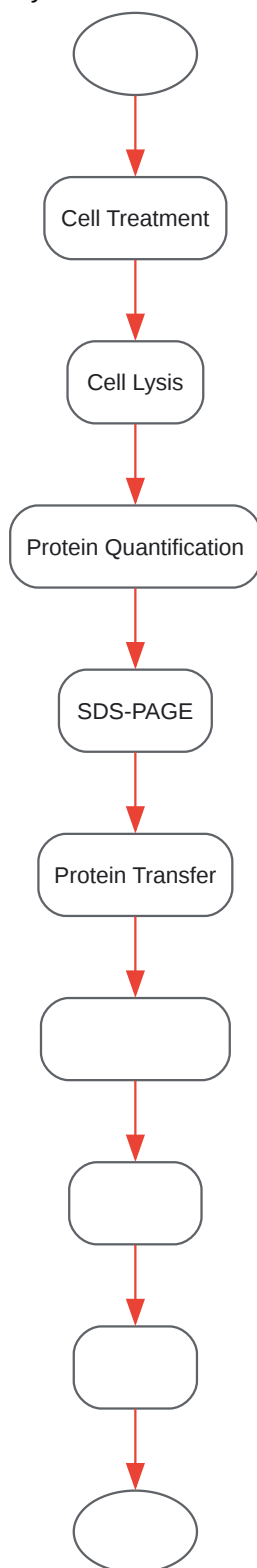 Cell Treatment
Cell Lysis
Protein Quantification
SDS-PAGE
Protein Transfer